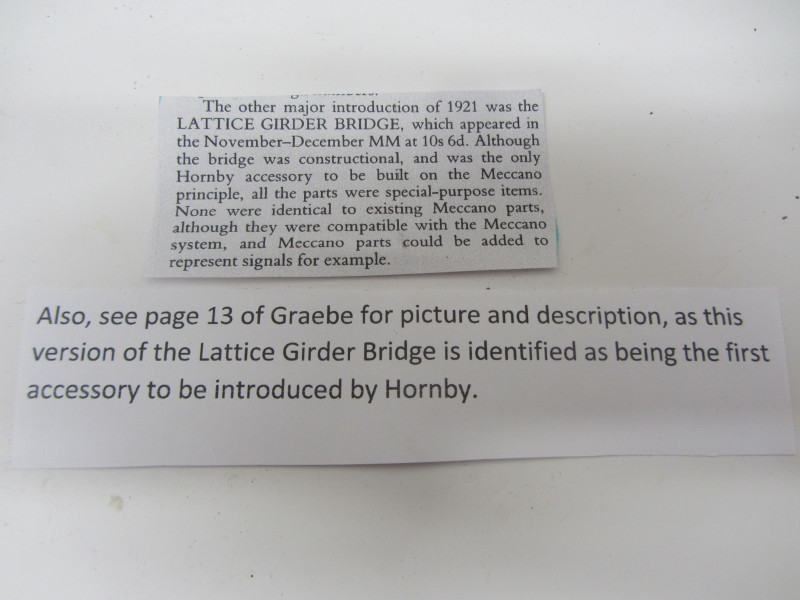 The other major introduction of 1921 was the
LATTICE GIRDER BRIDGE, which appeared in
the November–December MM at 10s 6d. Although
the bridge was constructional, and was the only
Hornby accessory to be built on the Meccano
principle, all the parts were special-purpose items.
None were identical to existing Meccano parts,
although they were compatible with the Meccano
system, and Meccano parts could be added to
represent signals for example.
Also, see page 13 of Graebe for picture and description, as this
version of the Lattice Girder Bridge is identified as being the first
accessory to be introduced by Hornby.